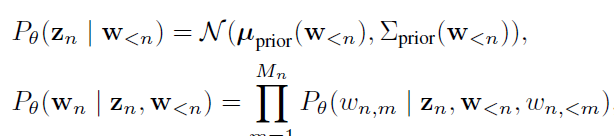 P_θ(z_n | w_{<n}) = 𝒩(μ_prior(w_{<n}), Σ_prior(w_{<n})),
P_θ(w_n | z_n, w_{<n}) = ∏_{m=1}^{M_n} P_θ(w_{n,m} | z_n, w_{<n}, w_{n,<m})